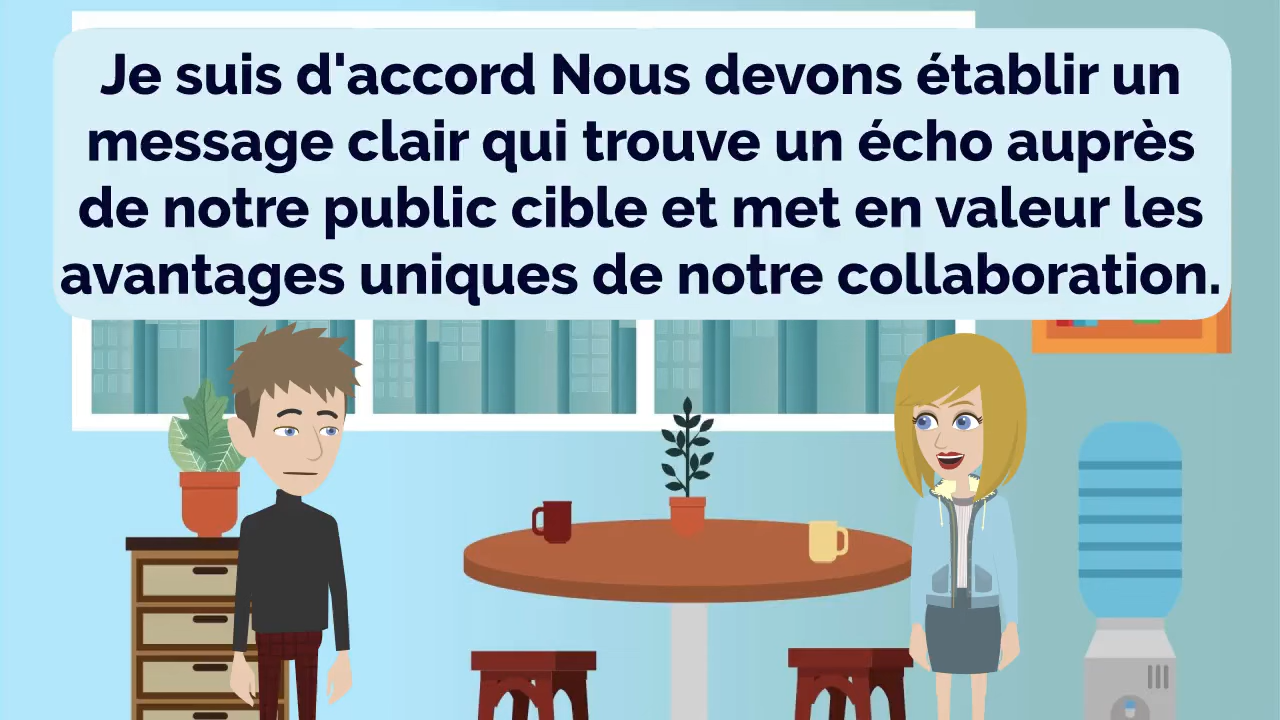 Je suis d'accord Nous devons établir un
message clair qui trouve un écho auprès
de notre public cible et met en valeur les
avantages uniques de notre collaboration.